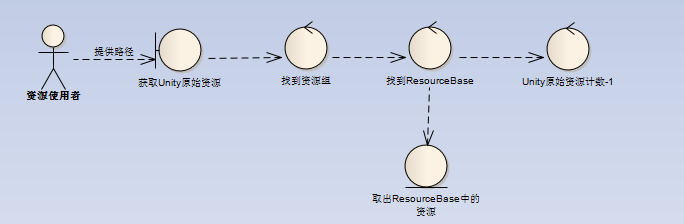 提供路径
资源使用者
获取Unity原始资源
找到资源组
找到ResourceBase
Unity原始资源计数-1
取出ResourceBase中的
资源